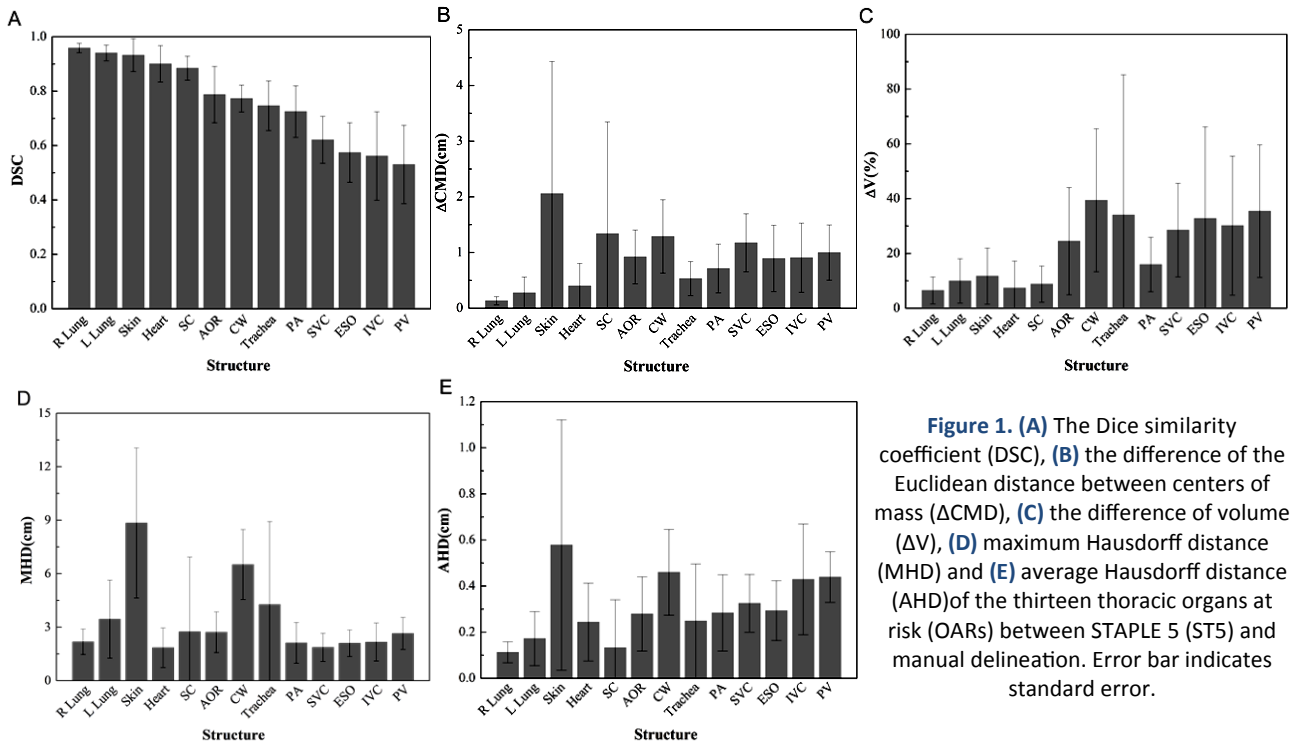 A
DSC
1.0
0.8
0.6
0.4
0.2
0.0
R Lung
L Lung
Skin
Heart
SC
AOR
CW
Trachea
PA
SVC
ESO
IVC
PV
Structure
B
ΔCMD(cm)
5
4
3
2
1
0
R Lung
L Lung
Skin
Heart
SC
AOR
CW
Trachea
PA
SVC
ESO
IVC
PV
Structure
C
ΔV(%)
100
80
60
40
20
0
R Lung
L Lung
Skin
Heart
SC
AOR
CW
Trachea
PA
SVC
ESO
IVC
PV
Structure
D
MHD(cm)
15
12
9
6
3
0
R Lung
L Lung
Skin
Heart
SC
AOR
CW
Trachea
PA
SVC
ESO
IVC
PV
Structure
E
AHD(cm)
1.2
1.0
0.8
0.6
0.4
0.2
0.0
R Lung
L Lung
Skin
Heart
SC
AOR
CW
Trachea
PA
SVC
ESO
IVC
PV
Structure
Figure 1. (A) The Dice similarity
coefficient (DSC), (B) the difference of the
Euclidean distance between centers of
mass (ΔCMD), (C) the difference of volume
(ΔV), (D) maximum Hausdorff distance
(MHD) and (E) average Hausdorff distance
(AHD)of the thirteen thoracic organs at
risk (OARs) between STAPLE 5 (ST5) and
manual delineation. Error bar indicates
standard error.